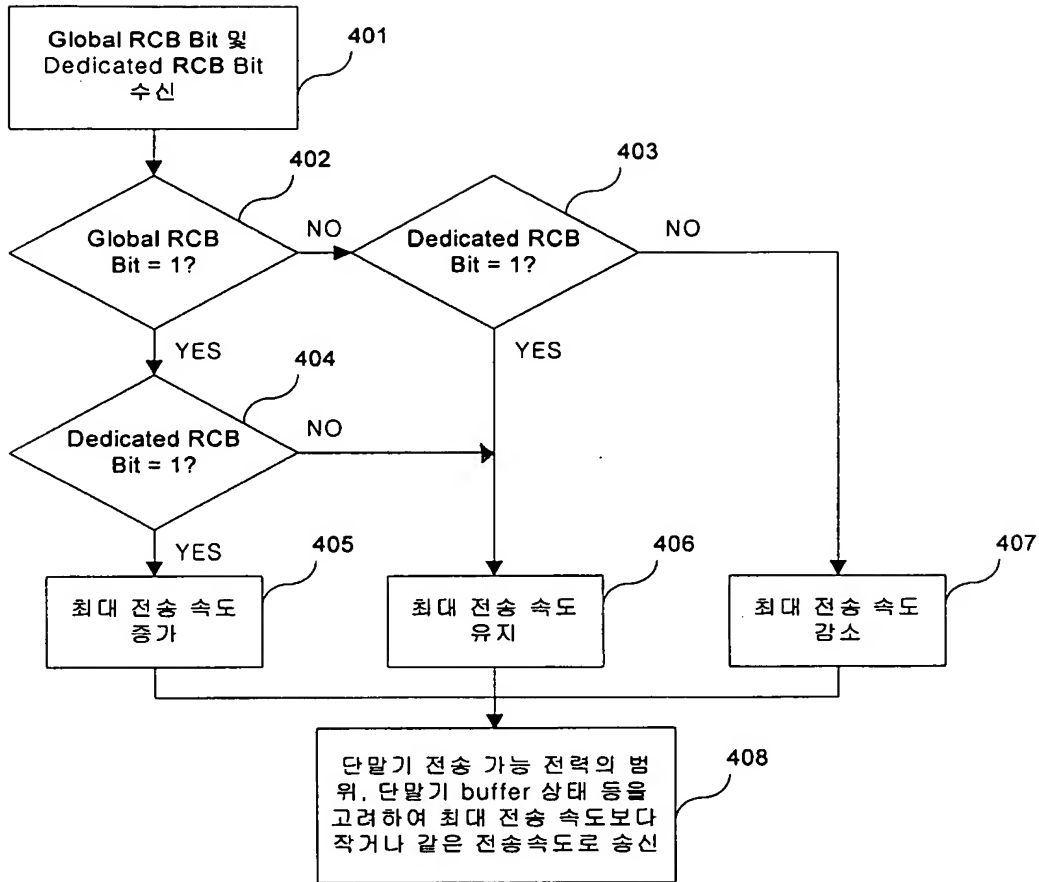 Global RCB Bit 및
Dedicated RCB Bit
수신
401
402
Global RCB
Bit = 1?
NO
403
Dedicated RCB
Bit = 1?
NO
YES
YES
404
Dedicated RCB
Bit = 1?
NO
YES
405
최대 전송 속도
증가
406
최대 전송 속도
유지
407
최대 전송 속도
감소
단말기 전송 가능 전력의 범
위, 단말기 buffer 상태 등을
고려하여 최대 전송 속도보다
작거나 같은 전송속도로 송신
408